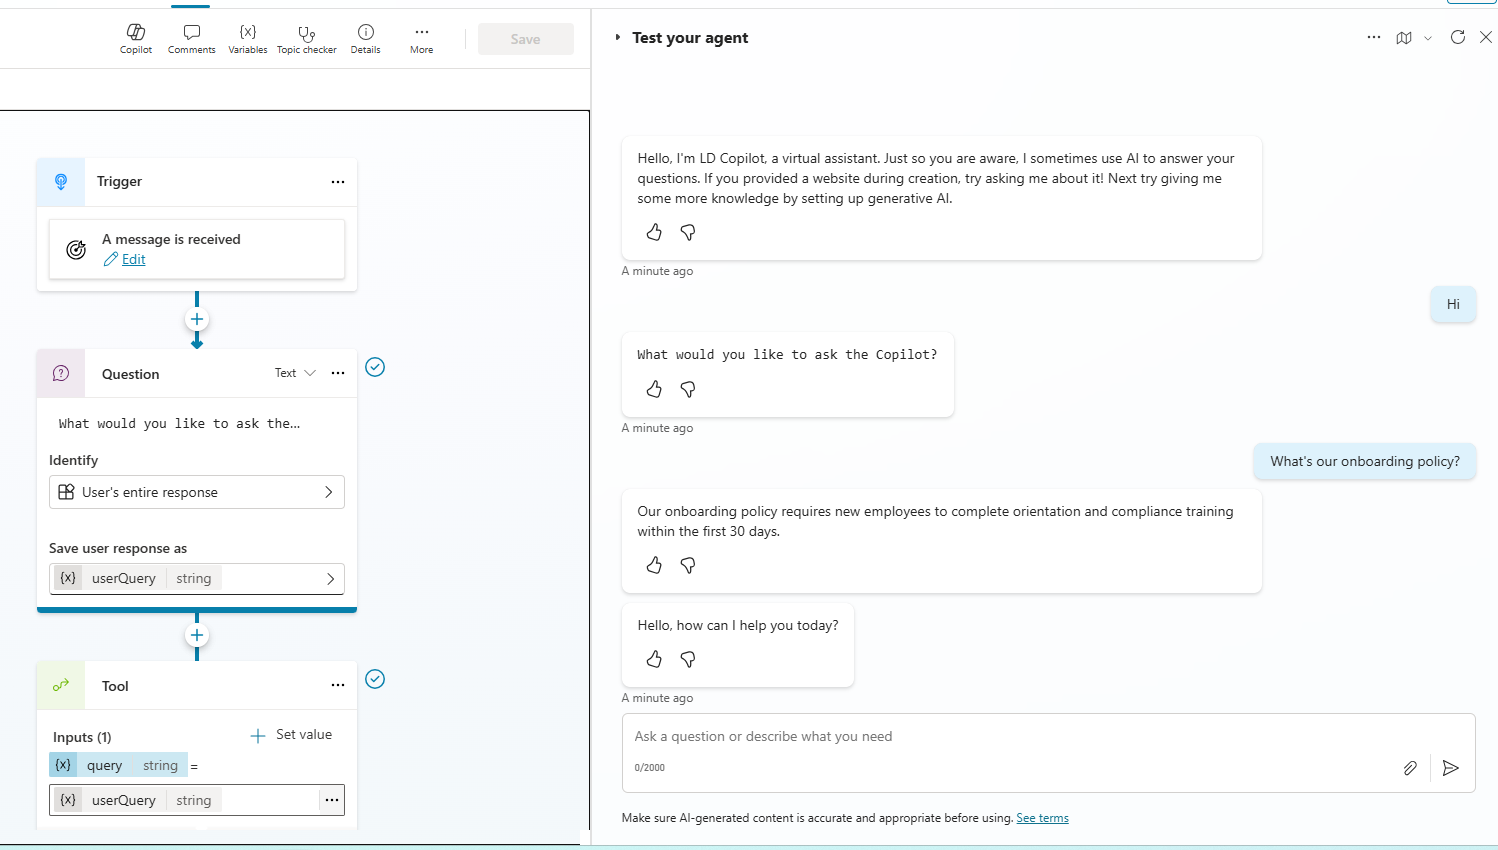 Copilot
Comments
{x}
Variables
Topic checker
Details
More
Save
Trigger
A message is received
Edit
Question
Text
What would you like to ask the...
Identify
User's entire response
Save user response as
{x} userQuery string
Tool
Inputs (1)
Set value
{x} query string =
{x} userQuery string
Test your agent
Hello, I'm LD Copilot, a virtual assistant. Just so you are aware, I sometimes use AI to answer your
questions. If you provided a website during creation, try asking me about it! Next try giving me
some more knowledge by setting up generative AI.
A minute ago
Hi
What would you like to ask the Copilot?
A minute ago
What's our onboarding policy?
Our onboarding policy requires new employees to complete orientation and compliance training
within the first 30 days.
Hello, how can I help you today?
A minute ago
Ask a question or describe what you need
0/2000
Make sure AI-generated content is accurate and appropriate before using. See terms